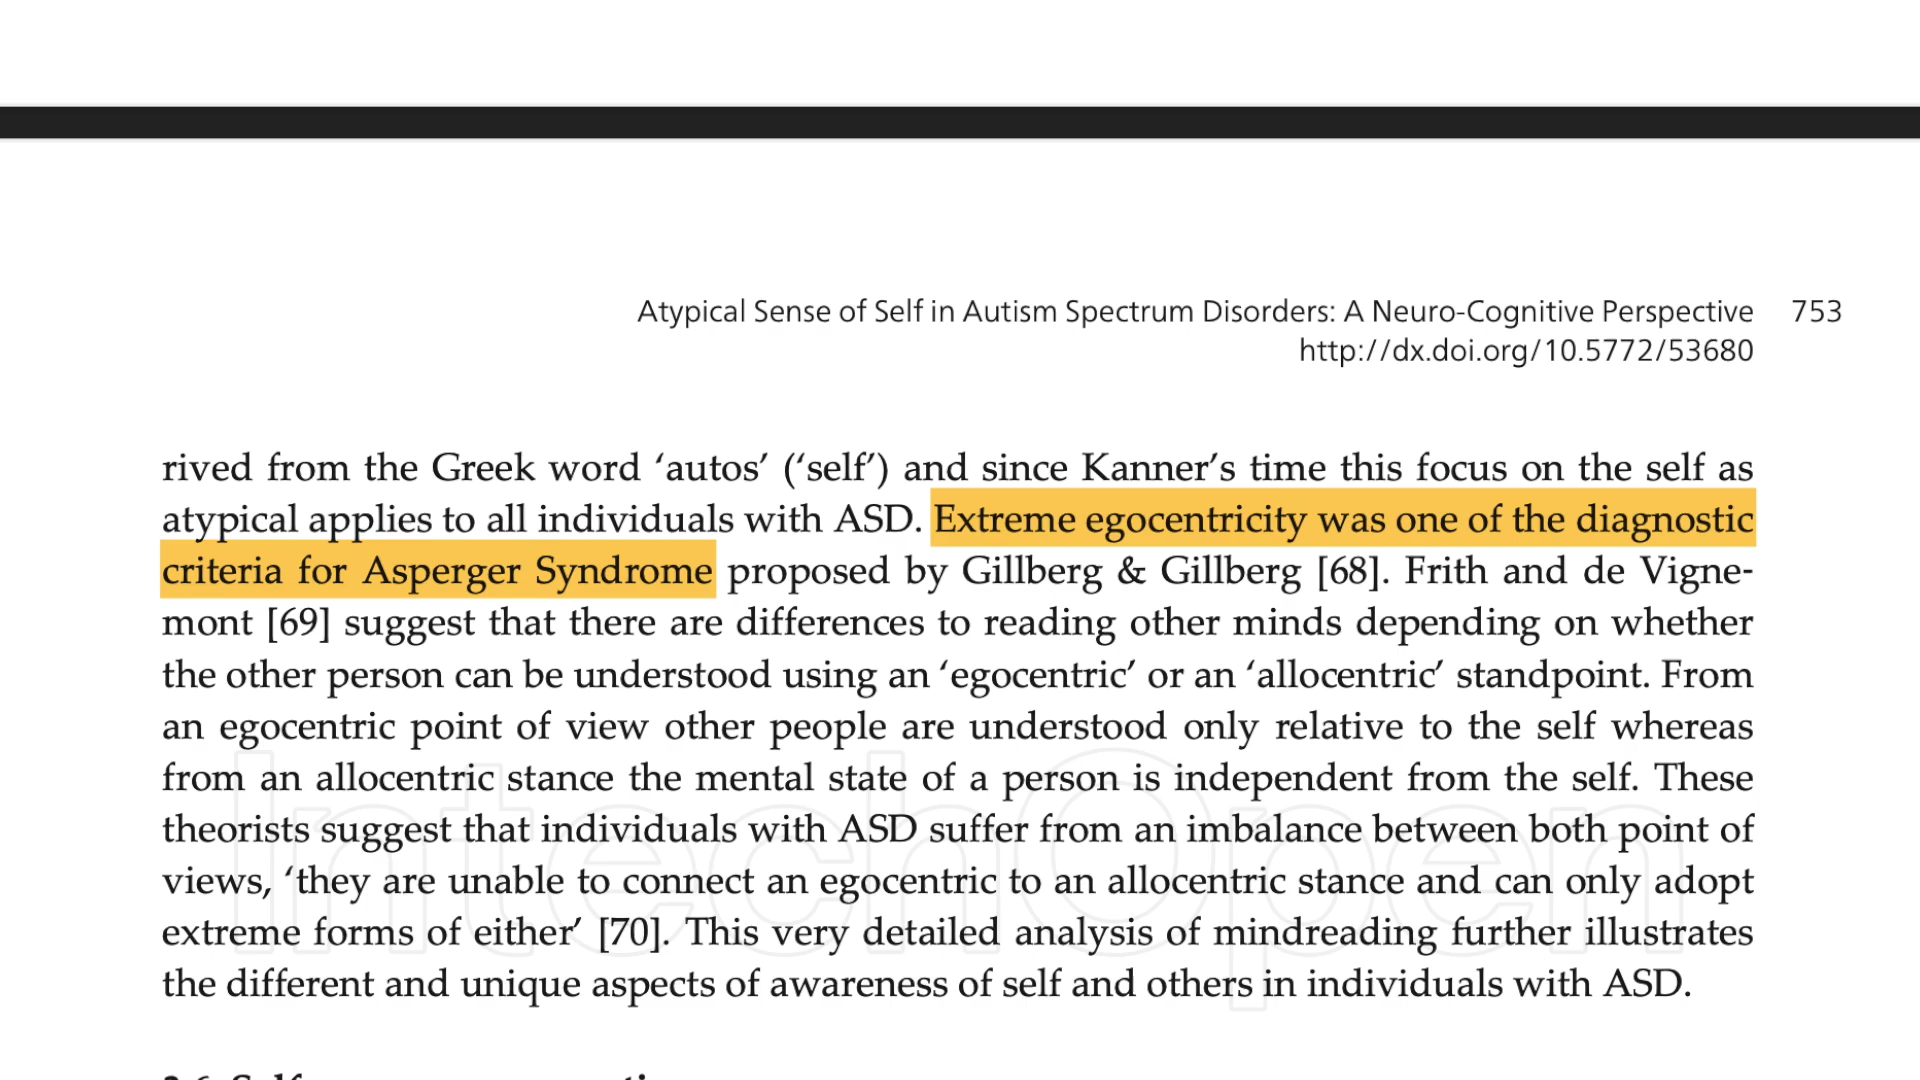 Atypical Sense of Self in Autism Spectrum Disorders: A Neuro-Cognitive Perspective 753
http://dx.doi.org/10.5772/53680
rived from the Greek word ‘autos’ (‘self’) and since Kanner’s time this focus on the self as
atypical applies to all individuals with ASD. Extreme egocentricity was one of the diagnostic
criteria for Asperger Syndrome proposed by Gillberg & Gillberg [68]. Frith and de Vigne-
mont [69] suggest that there are differences to reading other minds depending on whether
the other person can be understood using an ‘egocentric’ or an ‘allocentric’ standpoint. From
an egocentric point of view other people are understood only relative to the self whereas
from an allocentric stance the mental state of a person is independent from the self. These
theorists suggest that individuals with ASD suffer from an imbalance between both point of
views, ‘they are unable to connect an egocentric to an allocentric stance and can only adopt
extreme forms of either’ [70]. This very detailed analysis of mindreading further illustrates
the different and unique aspects of awareness of self and others in individuals with ASD.
IntechOpen